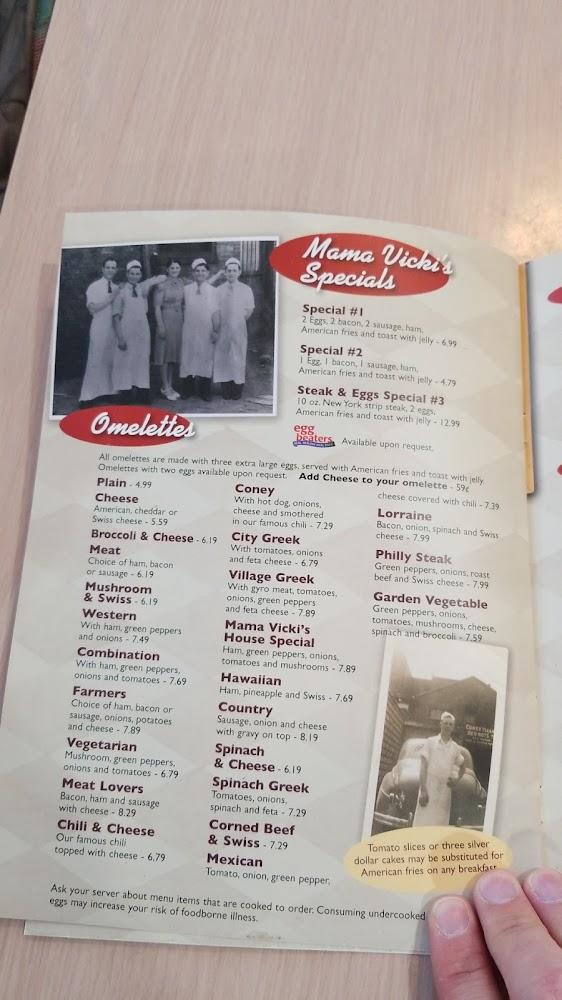 Mama Vicki's
Specials
Special #1
2 Eggs, 2 bacon, 2 sausage, ham,
American fries and toast with jelly - 6.99
Special #2
1 Egg, 1 bacon, 1 sausage, ham,
American fries and toast with jelly - 4.79
Steak & Eggs Special #3
10 oz. New York strip steak, 2 eggs,
American fries and toast with jelly - 12.99
egg
beaters
Available upon request.
Omelettes
All omelettes are made with three extra large eggs, served with American fries and toast with jelly.
Omelettes with two eggs available upon request. Add Cheese to your omelette - 59¢
Plain - 4.99
Cheese
American, cheddar or
Swiss cheese - 5.59
Broccoli & Cheese - 6.19
Meat
Choice of ham, bacon
or sausage - 6.19
Mushroom
& Swiss - 6.19
Western
With ham, green peppers
and onions - 7.49
Combination
With ham, green peppers,
onions and tomatoes - 7.69
Farmers
Choice of ham, bacon or
sausage, onions, potatoes
and cheese - 7.89
Vegetarian
Mushroom, green peppers,
onions and tomatoes - 6.79
Meat Lovers
Bacon, ham and sausage
with cheese - 8.29
Chili & Cheese
Our famous chili
topped with cheese - 6.79
Coney
With hot dog, onions,
cheese and smothered
in our famous chili - 7.29
City Greek
With tomatoes, onions
and feta cheese - 6.79
Village Greek
With gyro meat, tomatoes,
onions, green peppers
and feta cheese - 7.89
Mama Vicki's
House Special
Ham, green peppers, onions,
tomatoes and mushrooms - 7.89
Hawaiian
Ham, pineapple and Swiss - 7.69
Country
Sausage, onion and cheese
with gravy on top - 8.19
Spinach
& Cheese - 6.19
Spinach Greek
Tomatoes, onions,
spinach and feta - 7.29
Corned Beef
& Swiss - 7.29
Mexican
Tomato, onion, green pepper,
cheese covered with chili - 7.39
Lorraine
Bacon, onion, spinach and Swiss
cheese - 7.99
Philly Steak
Green peppers, onions, roast
beef and Swiss cheese - 7.99
Garden Vegetable
Green peppers, onions,
tomatoes, mushrooms, cheese,
spinach and broccoli - 7.59
Tomato slices or three silver
dollar cakes may be substituted for
American fries on any breakfast.
Ask your server about menu items that are cooked to order. Consuming undercooked
eggs may increase your risk of foodborne illness.